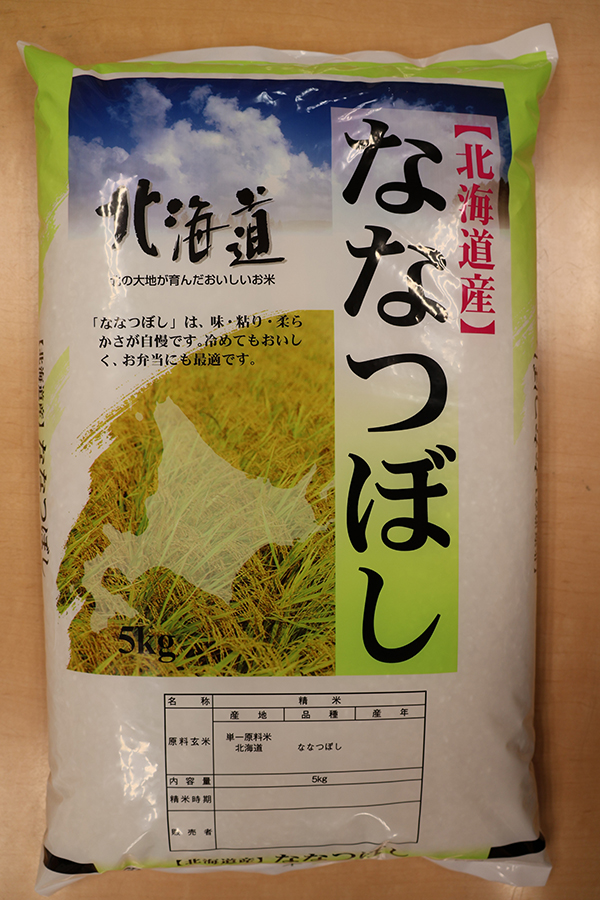 【北海道産】
ななつぼし
北海道
の大地が育んだおいしいお米
「ななつぼし」は、味・粘り・柔ら
かさが自慢です。冷めてもおいし
く、お弁当にも最適です。
5kg
名 称 精 米
産 地 品 種 産 年
原料玄米 単一原料米
北海道 ななつぼし
内 容 量 5kg
精米時期
販 売 者
【北海道産】ななつぼし